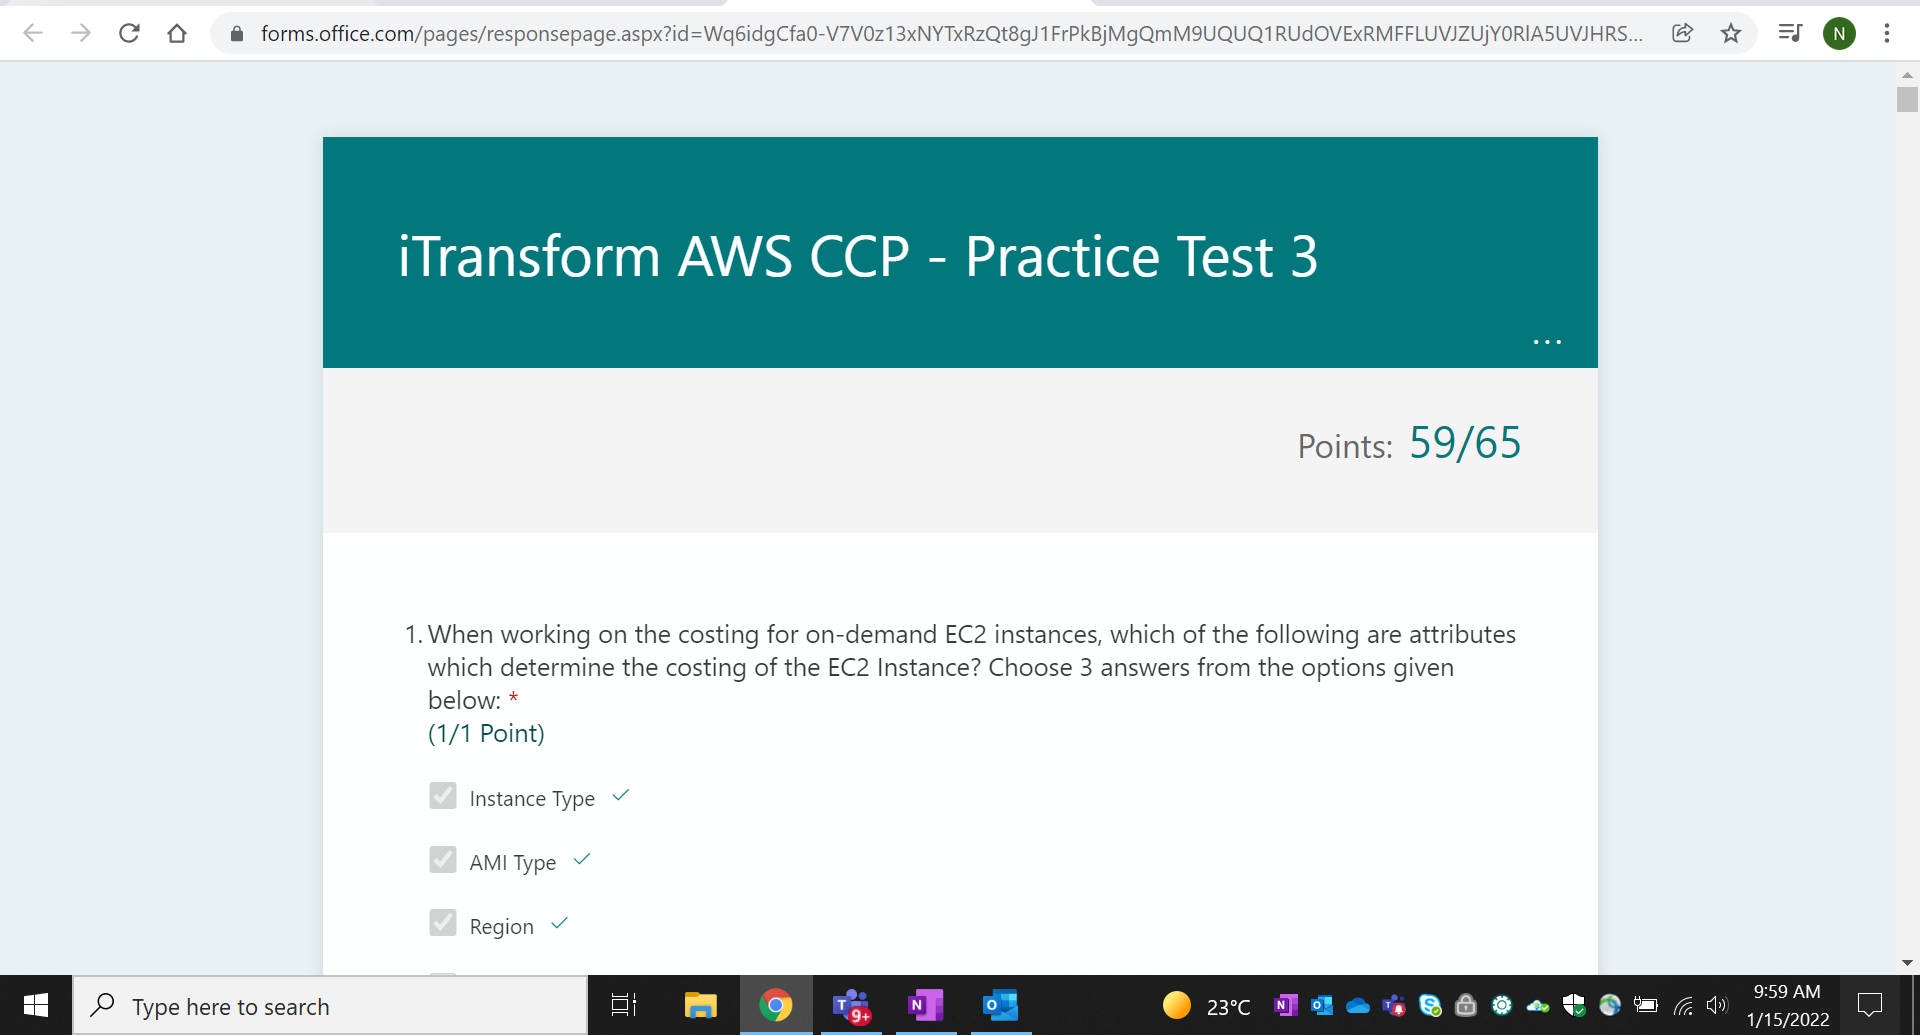 forms.office.com/pages/responsepage.aspx?id=Wq6idgCfa0-V7V0z13xNYTxRzQt8gJ1FrPkBjMgQmM9UQUQ1RUdOVExRMFFLUVJZUjY0RlA5UVJHRS...
N
iTransform AWS CCP - Practice Test 3
...
Points: 59/65
1. When working on the costing for on-demand EC2 instances, which of the following are attributes
which determine the costing of the EC2 Instance? Choose 3 answers from the options given
below: *
(1/1 Point)
Instance Type
AMI Type
Region
Type here to search
9+
23°C
9:59 AM
1/15/2022